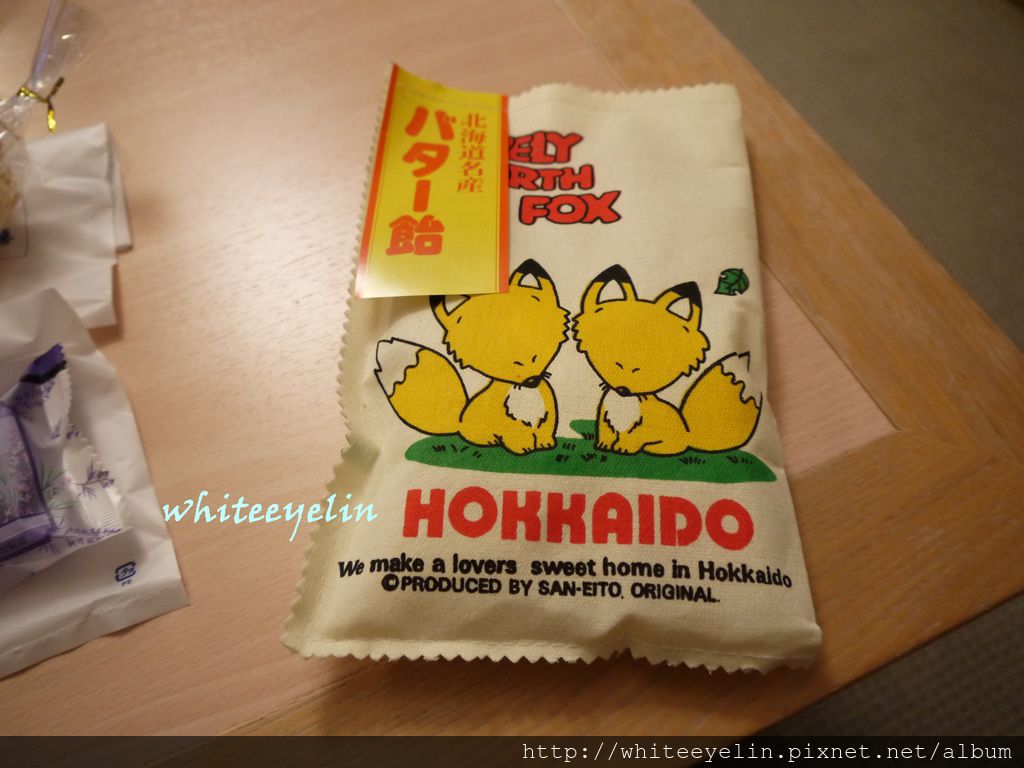 北海道名産
バター飴
ELY
RTH
FOX
HOKKAIDO
We make a lovers sweet home in Hokkaido
©PRODUCED BY SAN-EITO. ORIGINAL.
whiteeyelin
http://whiteeyelin.pixnet.net/album